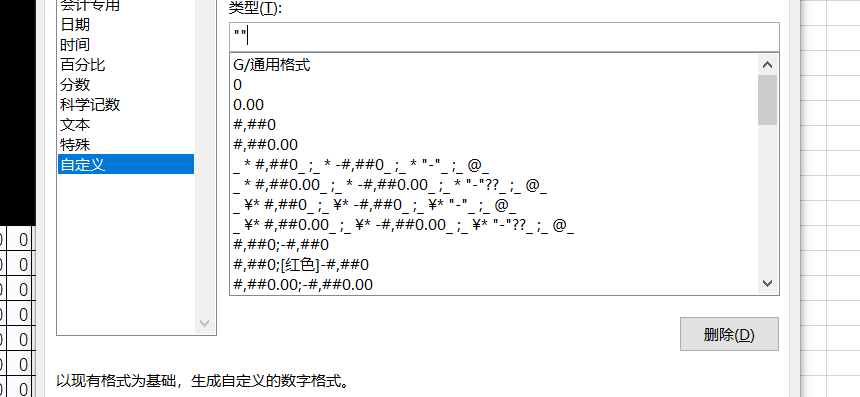 会计专用
日期
时间
百分比
分数
科学记数
文本
特殊
自定义
类型(T):
""
G/通用格式
0
0.00
#,##0
#,##0.00
_ * #,##0_ ;_ * -#,##0_ ;_ * "-"_ ;_ @_
_ * #,##0.00_ ;_ * -#,##0.00_ ;_ * "-"??_ ;_ @_
_ ¥* #,##0_ ;_ ¥* -#,##0_ ;_ ¥* "-"_ ;_ @_
_ ¥* #,##0.00_ ;_ ¥* -#,##0.00_ ;_ ¥* "-"??_ ;_ @_
#,##0;-#,##0
#,##0;[红色]-#,##0
#,##0.00;-#,##0.00
删除(D)
以现有格式为基础，生成自定义的数字格式。
0 0
0 0
0 0
0 0
0 0
0 0
0 0